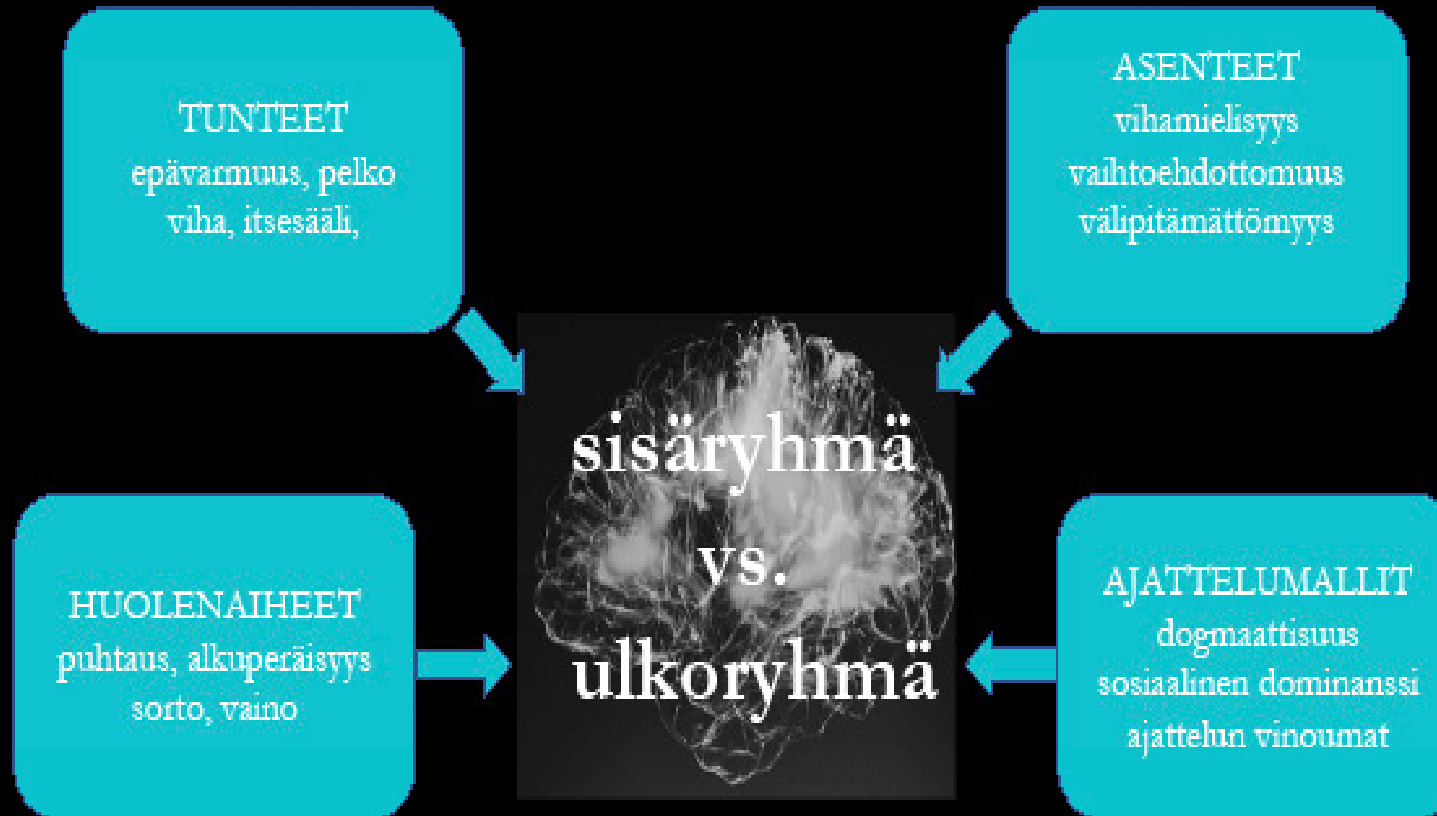 TUNTEET
epävarmuus, pelko
viha, itsesääli,
ASENTEET
vihamielisyys
vaihtoehdottomuus
välipitämättömyys
sisäryhmä
vs.
ulkoryhmä
HUOLENAIHEET
puhtaus, alkuperäisyys
sorto, vaino
AJATTELUMALLIT
dogmaattisuus
sosiaalinen dominanssi
ajattelun vinoumat